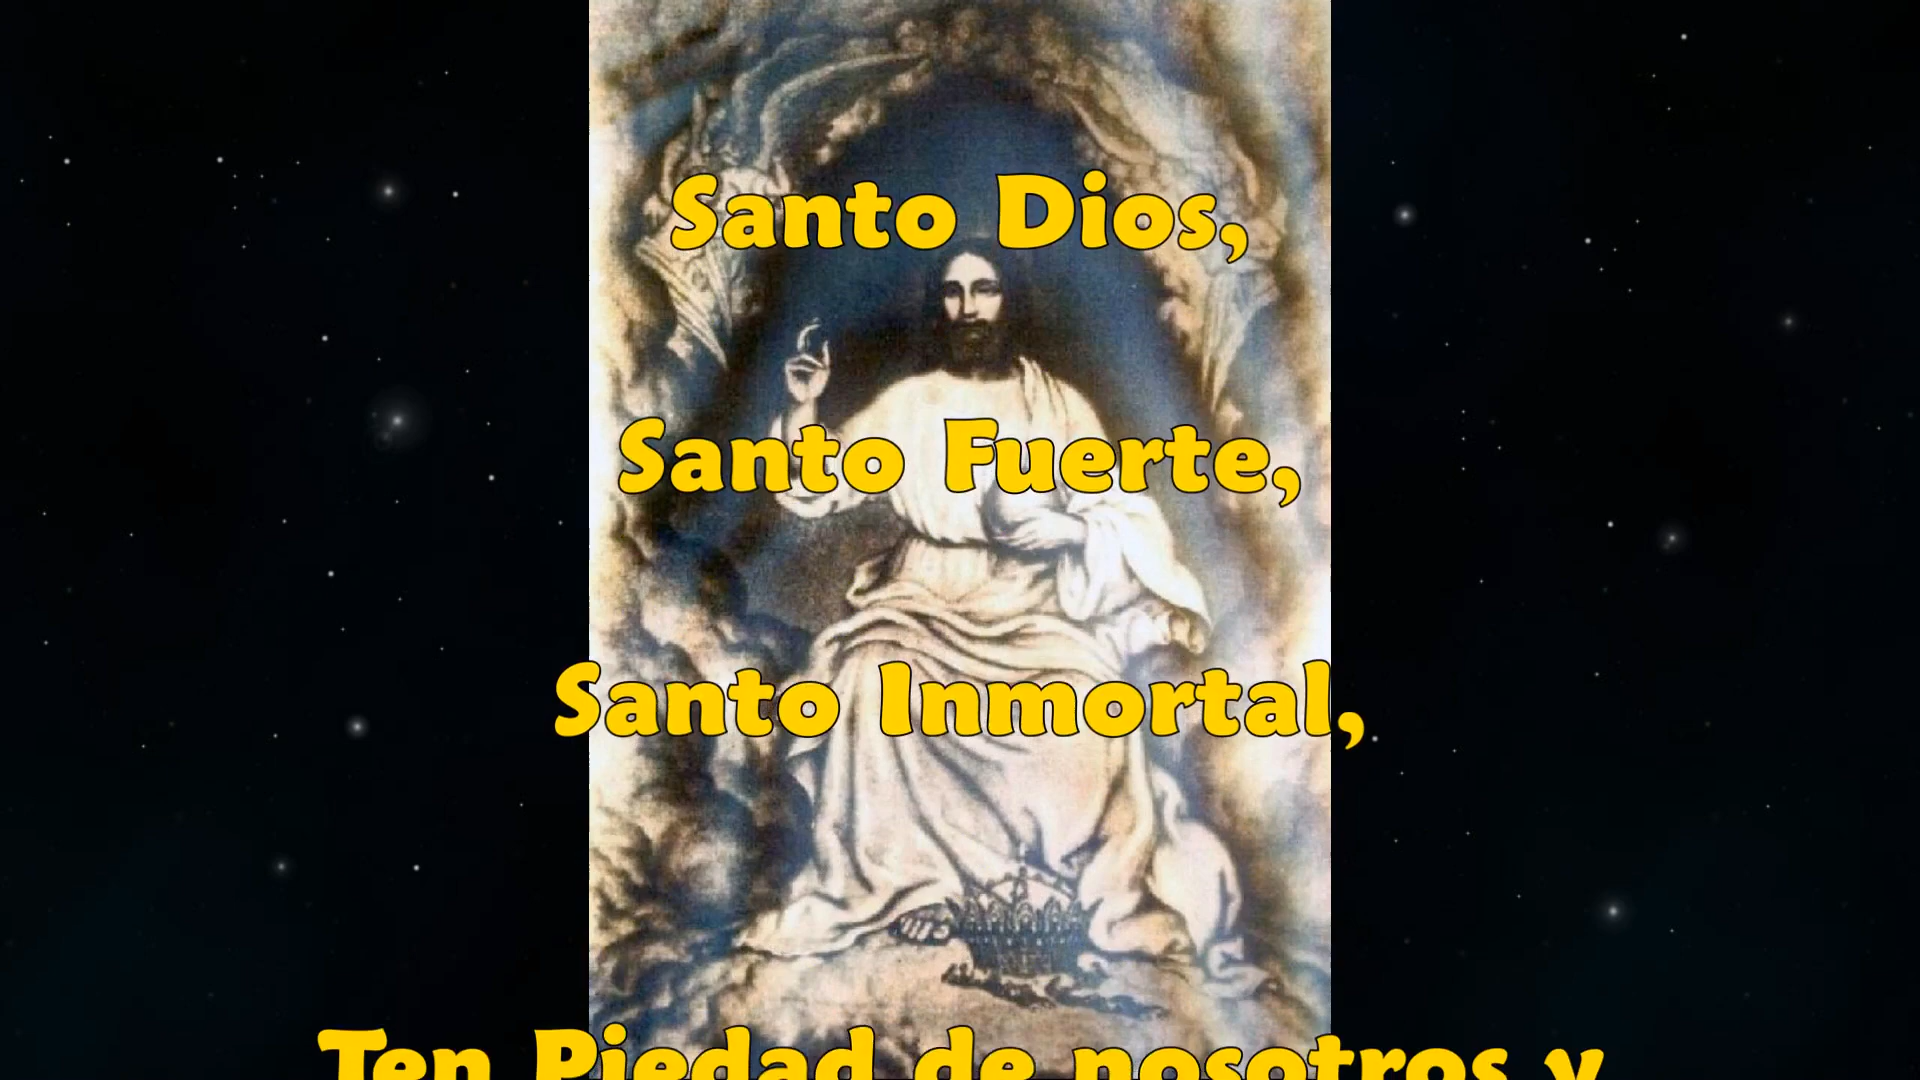 Santo Dios,
Santo Fuerte,
Santo Inmortal,
Ten Piedad de nosotros y